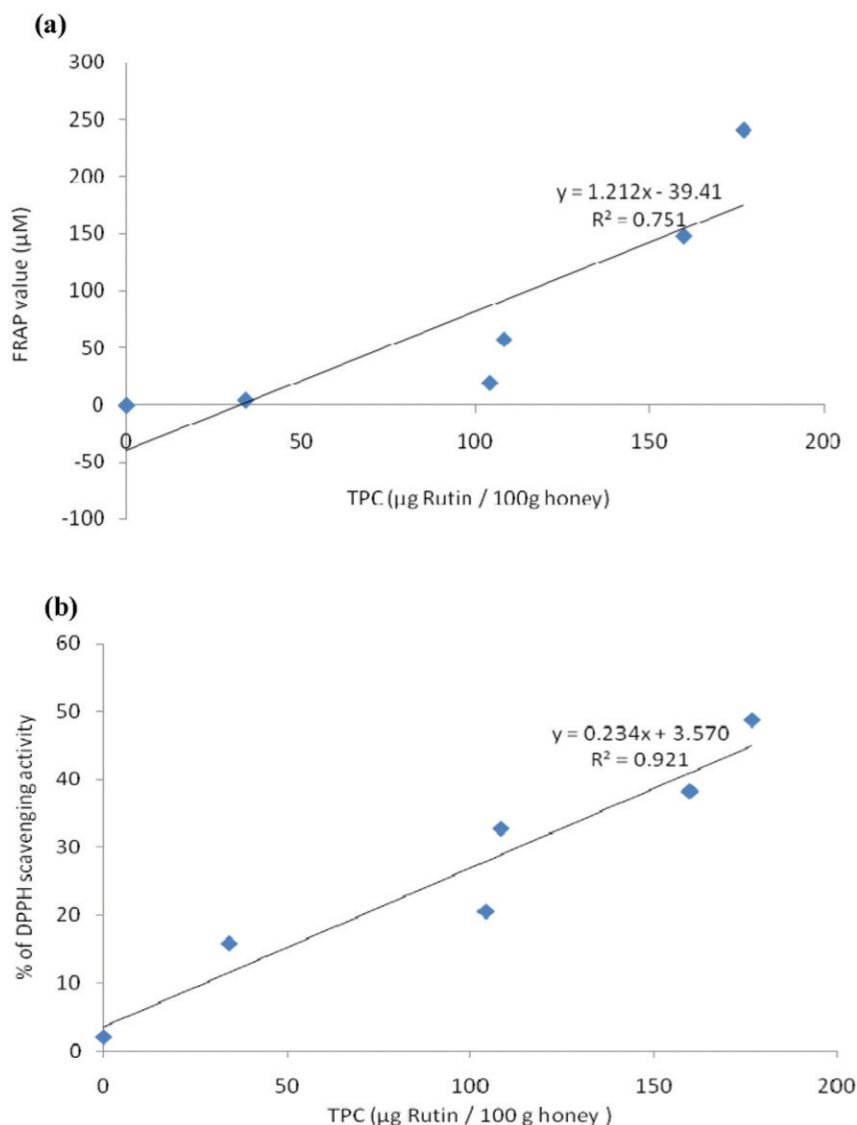 (a)
300
250
200
150
100
50
0
-50
-100
FRAP value (µM)
y = 1.212x - 39.41
R² = 0.751
0
50
100
150
200
TPC (µg Rutin / 100g honey)
(b)
60
50
40
30
20
10
0
% of DPPH scavenging activity
y = 0.234x + 3.570
R² = 0.921
0
50
100
150
200
TPC (µg Rutin / 100 g honey )